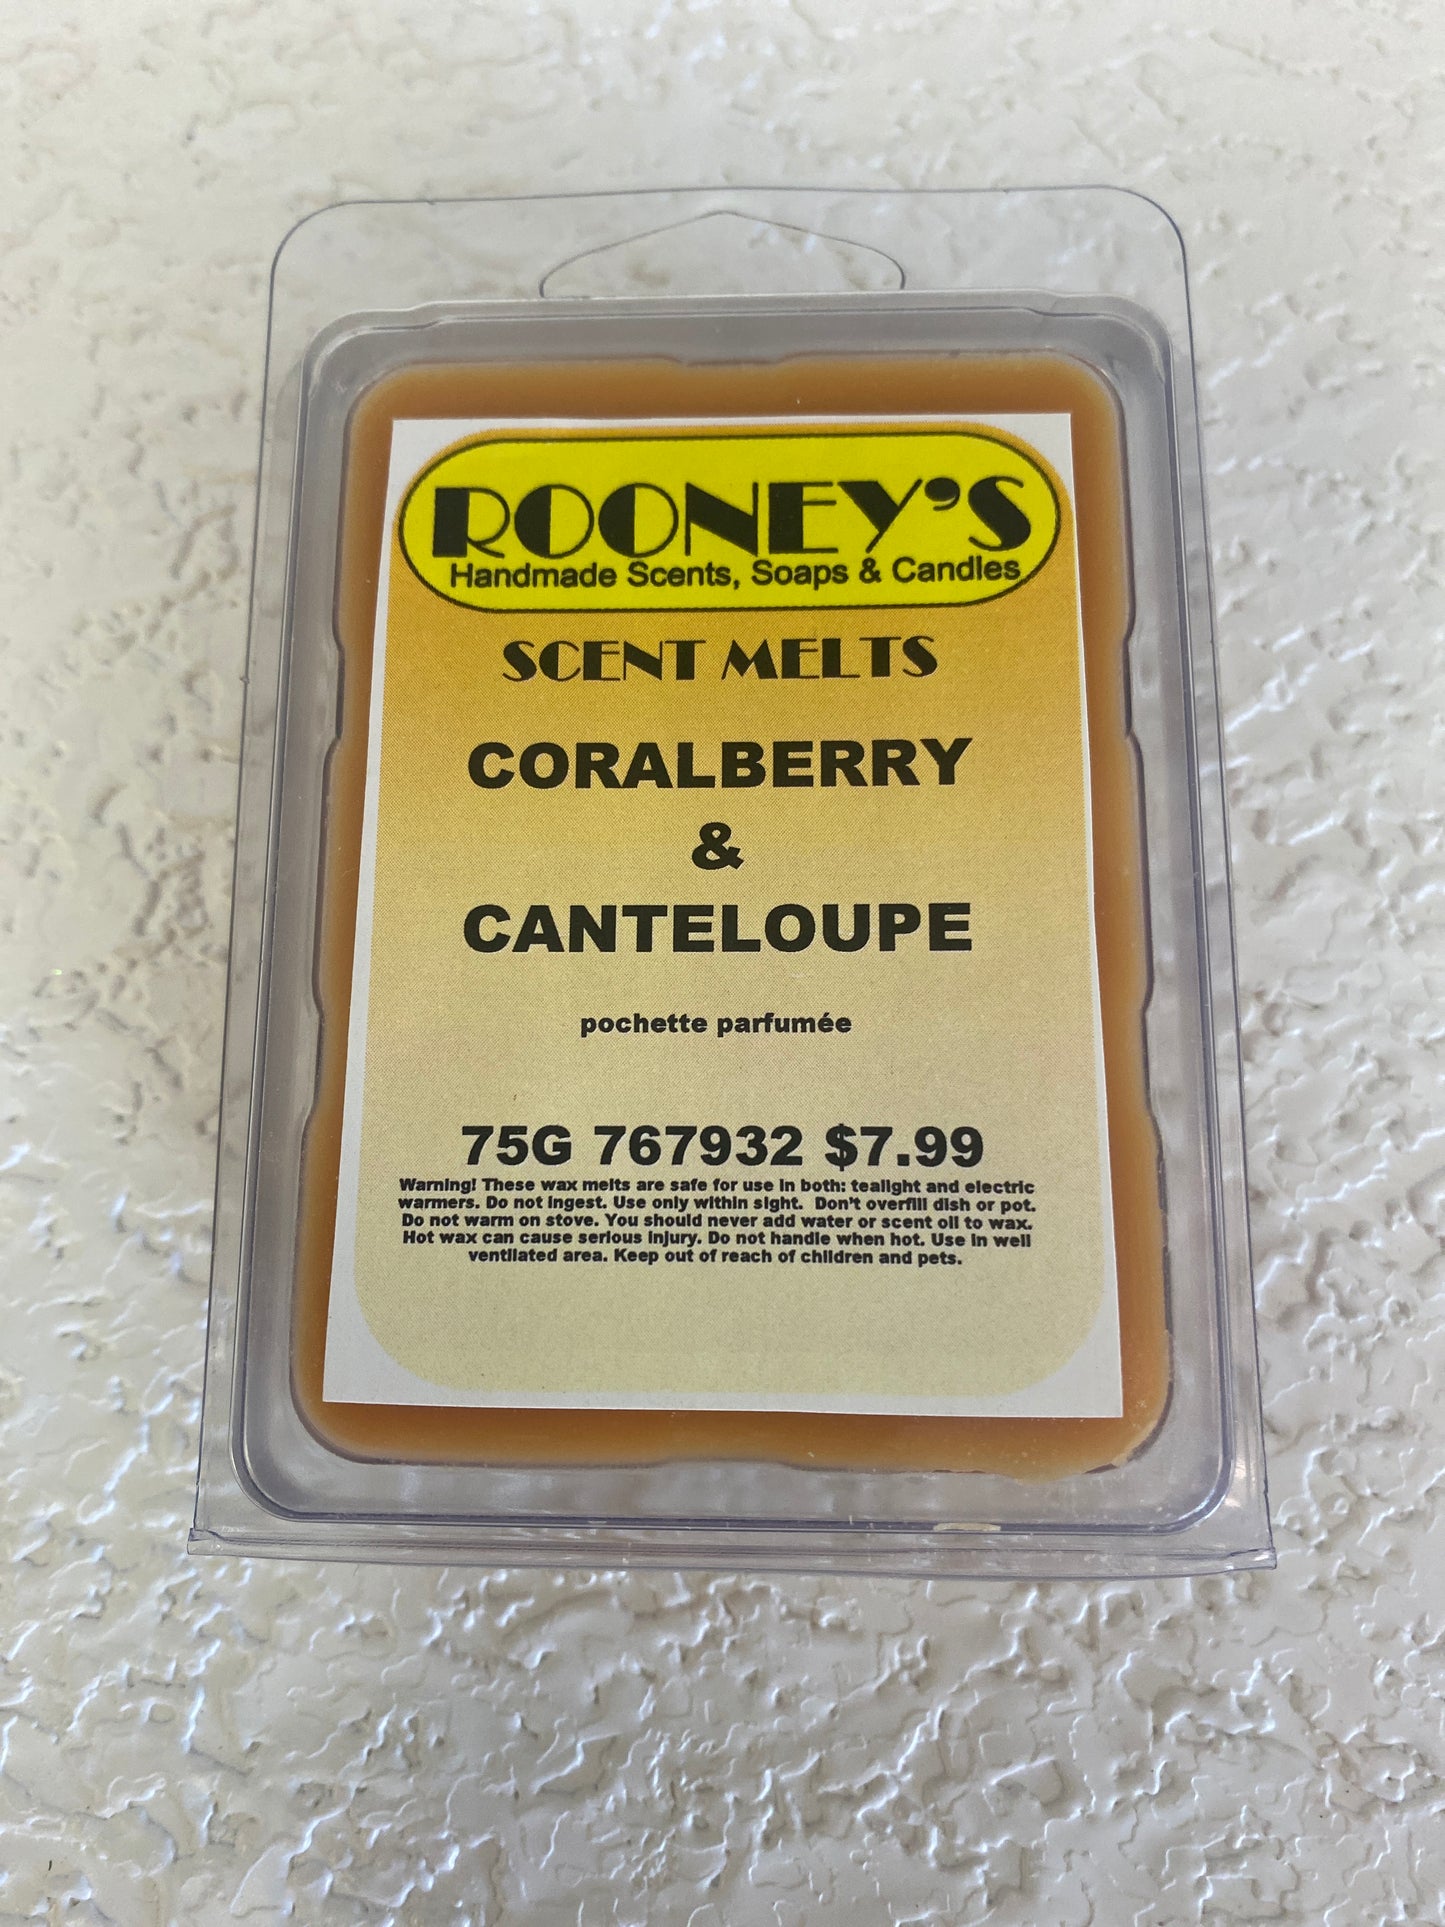 ROONEY'S
Handmade Scents, Soaps & Candles
SCENT MELTS
CORALBERRY
&
CANTELOUPE
pochette parfumée
75G 767932 $7.99
Warning! These wax melts are safe for use in both: tealight and electric
warmers. Do not ingest. Use only within sight. Don't overfill dish or pot.
Do not warm on stove. You should never add water or scent oil to wax.
Hot wax can cause serious injury. Do not handle when hot. Use in well
ventilated area. Keep out of reach of children and pets.